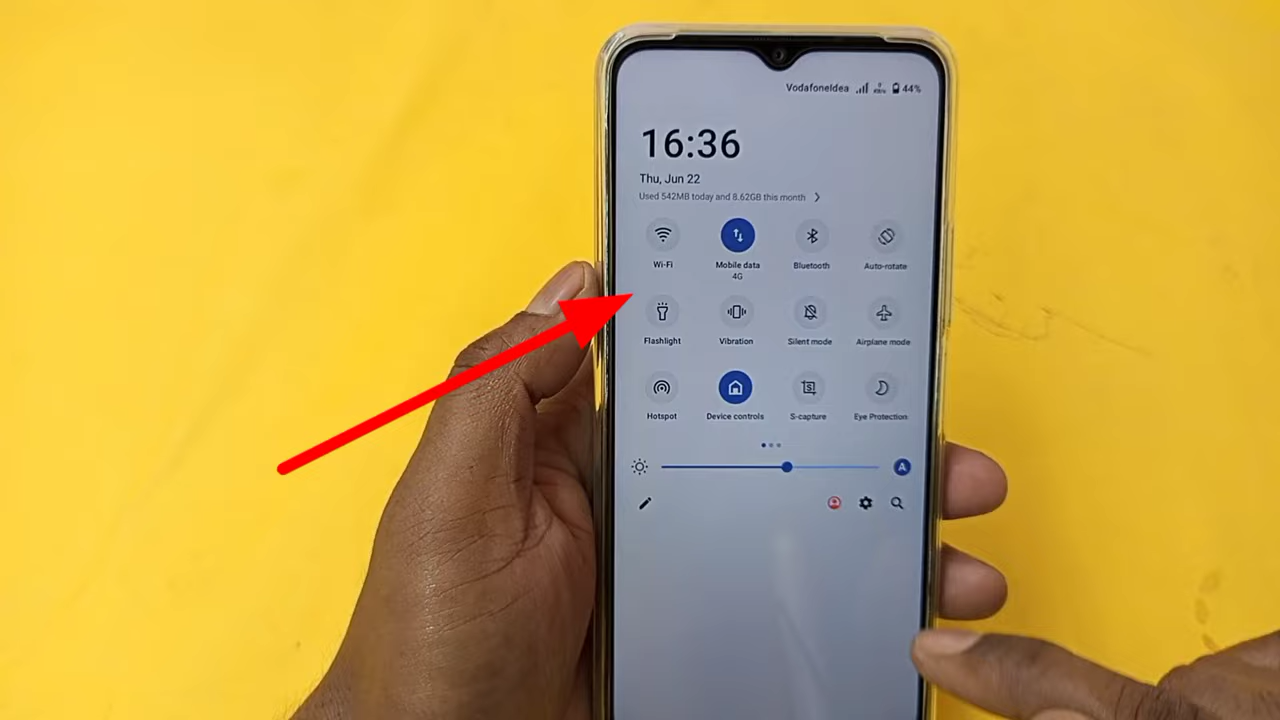 VodafoneIdea 44%
16:36
Thu, Jun 22
Used 542MB today and 8.62GB this month
Wi-Fi Mobile data Bluetooth Auto-rotate
4G
Flashlight Vibration Silent mode Airplane mode
Hotspot Device controls S-capture Eye Protection
A